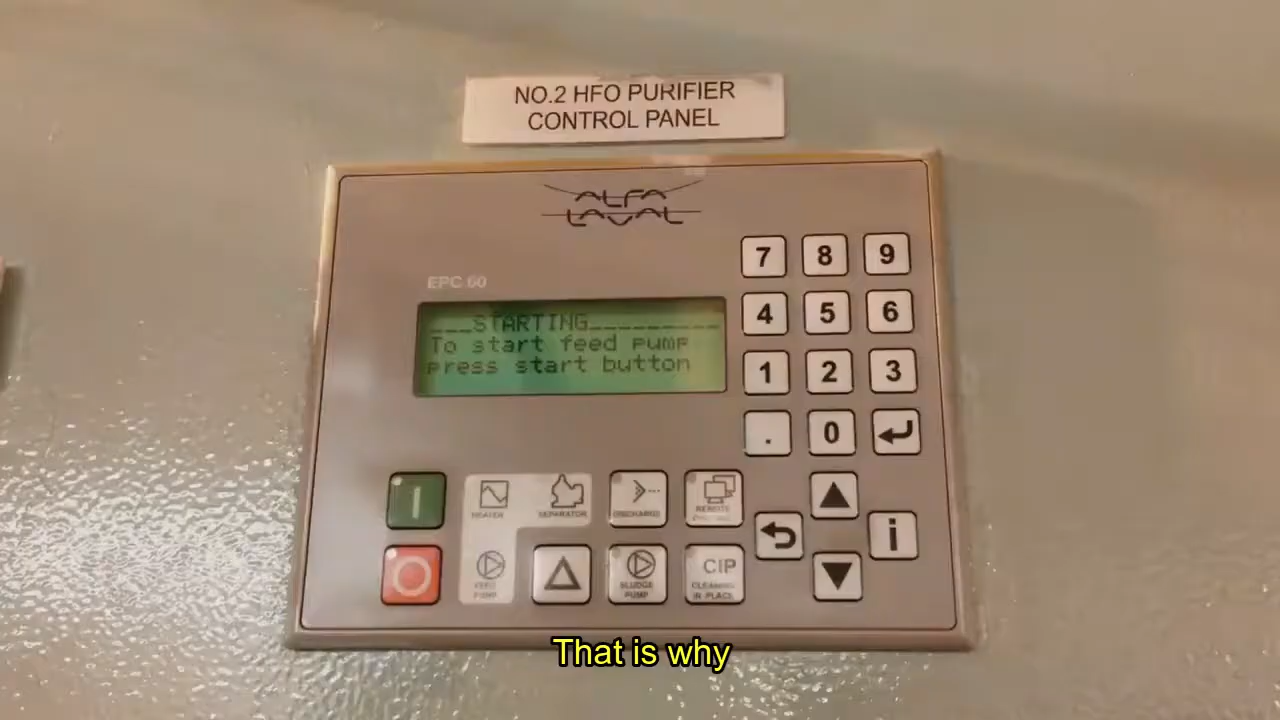 NO.2 HFO PURIFIER
CONTROL PANEL
ALFA
LAVAL
EPC 60
___STARTING_________
To start feed pump
press start button
7 8 9
4 5 6
1 2 3
. 0
I
HEATER
SEPARATOR
DISCHARGE
REMOTE
i
FEED
PUMP
SLUDGE
PUMP
CIP
CLEANING
IN-PLACE
That is why